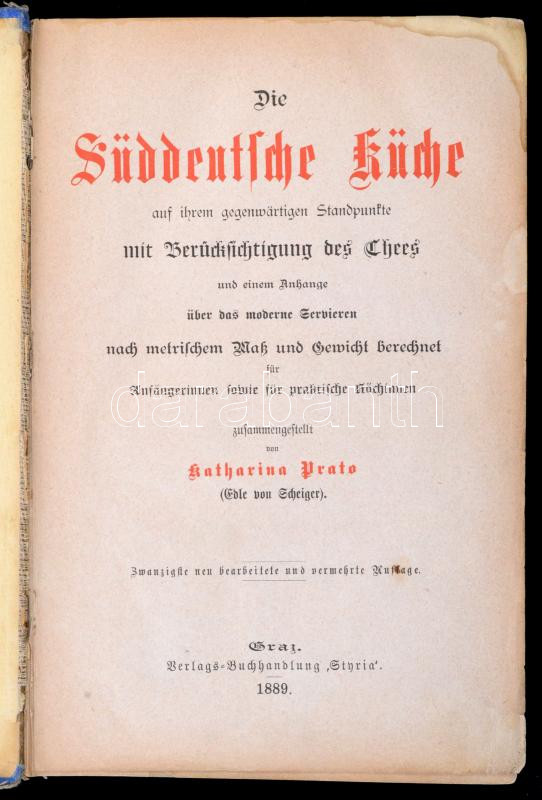 Die
Süddeutsche Küche
auf ihrem gegenwärtigen Standpunkte
mit Berücksichtigung des Thees
und einem Anhange
über das moderne Servieren
nach metrischem Maß und Gewicht berechnet
für
Anfängerinnen sowie für praktische Köchinnen
darabanth
zusammengestellt
von
Katharina Prato
(Edle von Scheiger).
Zwanzigste neu bearbeitete und vermehrte Auflage.
Graz.
Verlags-Buchhandlung ‚Styria‘.
1889.